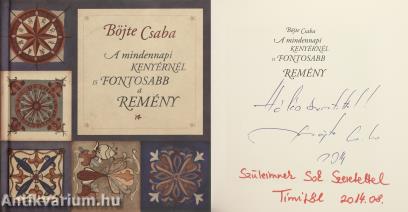 Böjte Csaba
A mindennapi
KENYÉRNÉL
is FONTOSABB
a
REMÉNY
Antikvarium.hu
Böjte Csaba
A mindennapi
KENYÉRNÉL
is FONTOSABB
a
REMÉNY
Szüleimnek Sok Szeretettel
2014.08.